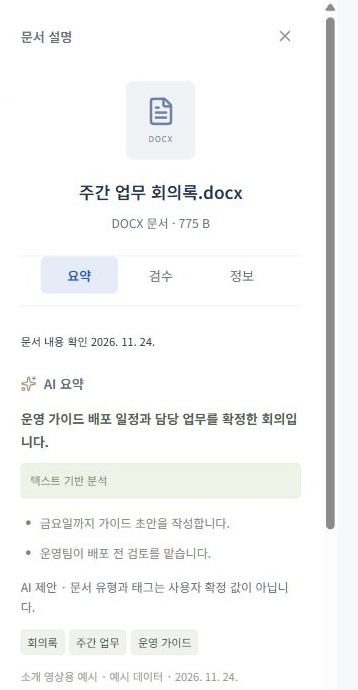 문서 설명
DOCX
주간 업무 회의록.docx
DOCX 문서 · 775 B
요약 검수 정보
문서 내용 확인 2026. 11. 24.
AI 요약
운영 가이드 배포 일정과 담당 업무를 확정한 회의입
니다.
텍스트 기반 분석
• 금요일까지 가이드 초안을 작성합니다.
• 운영팀이 배포 전 검토를 맡습니다.
AI 제안 · 문서 유형과 태그는 사용자 확정 값이 아닙니
다.
회의록 주간 업무 운영 가이드
소개 영상용 예시 · 예시 데이터 · 2026. 11. 24.